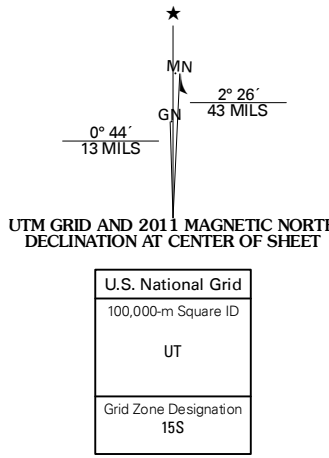 ★
MN
GN
2° 26´
43 MILS
0° 44´
13 MILS
UTM GRID AND 2011 MAGNETIC NORTH
DECLINATION AT CENTER OF SHEET
U.S. National Grid
100,000-m Square ID
UT
Grid Zone Designation
15S